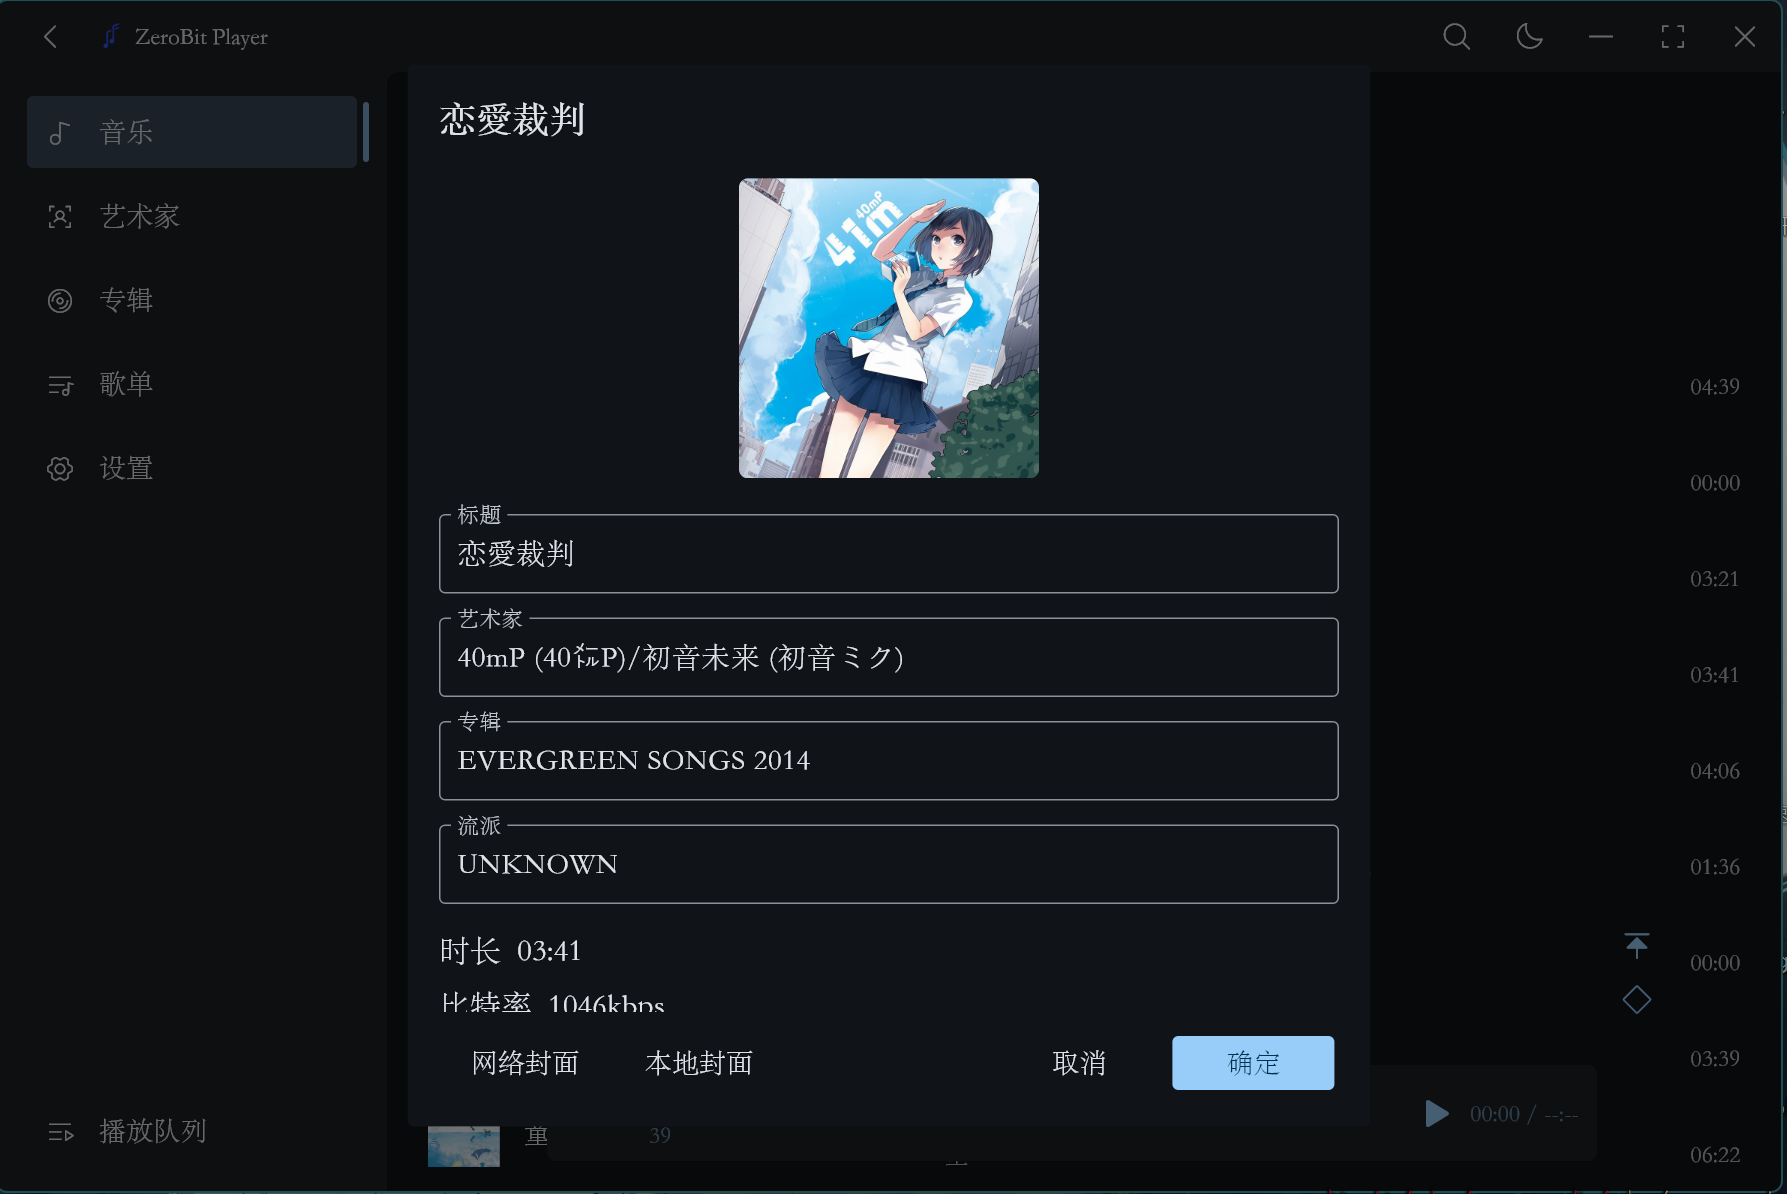 ZeroBit Player
音乐
艺术家
专辑
歌单
设置
播放队列
恋愛裁判
40mP
41m
标题
恋愛裁判
艺术家
40mP (40㍍P)/初音未来 (初音ミク)
专辑
EVERGREEN SONGS 2014
流派
UNKNOWN
时长 03:41
比特率 1046kbps
网络封面
本地封面
取消
确定
04:39
00:00
03:21
03:41
04:06
01:36
00:00
03:39
06:22
童
39
00:00 / --:--